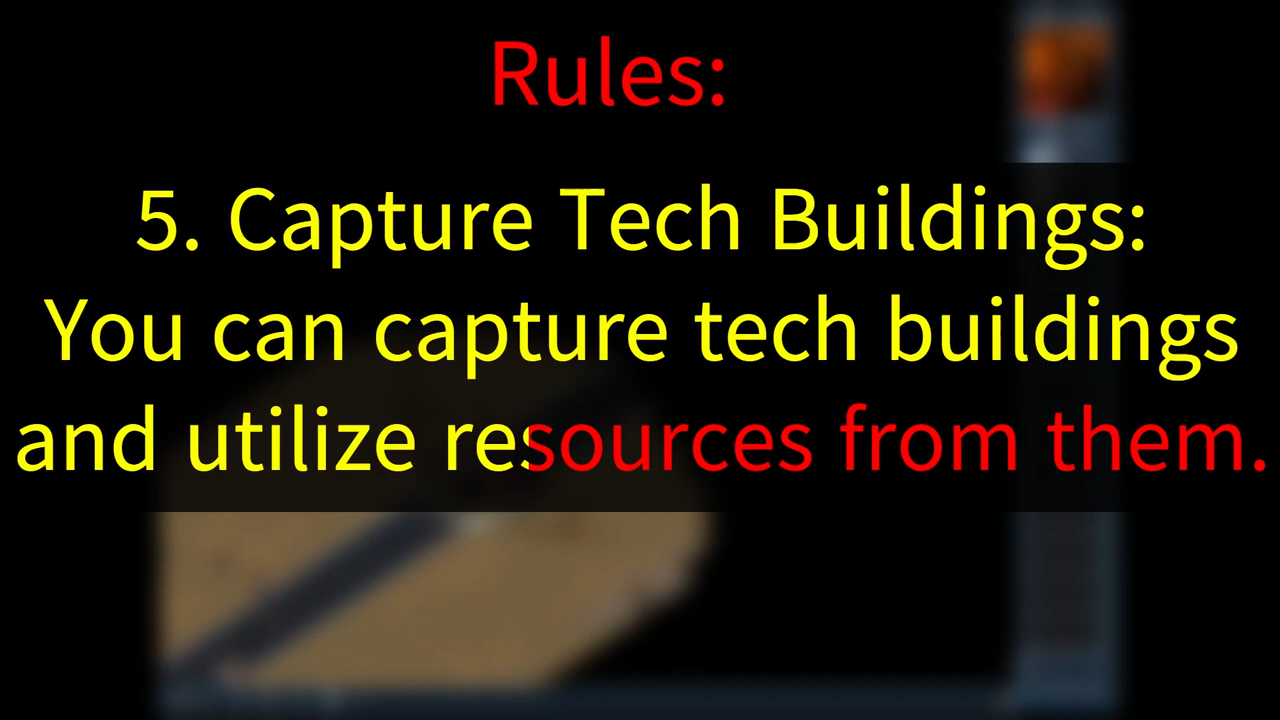 Rules:
5. Capture Tech Buildings:
You can capture tech buildings
and utilize resources from them.